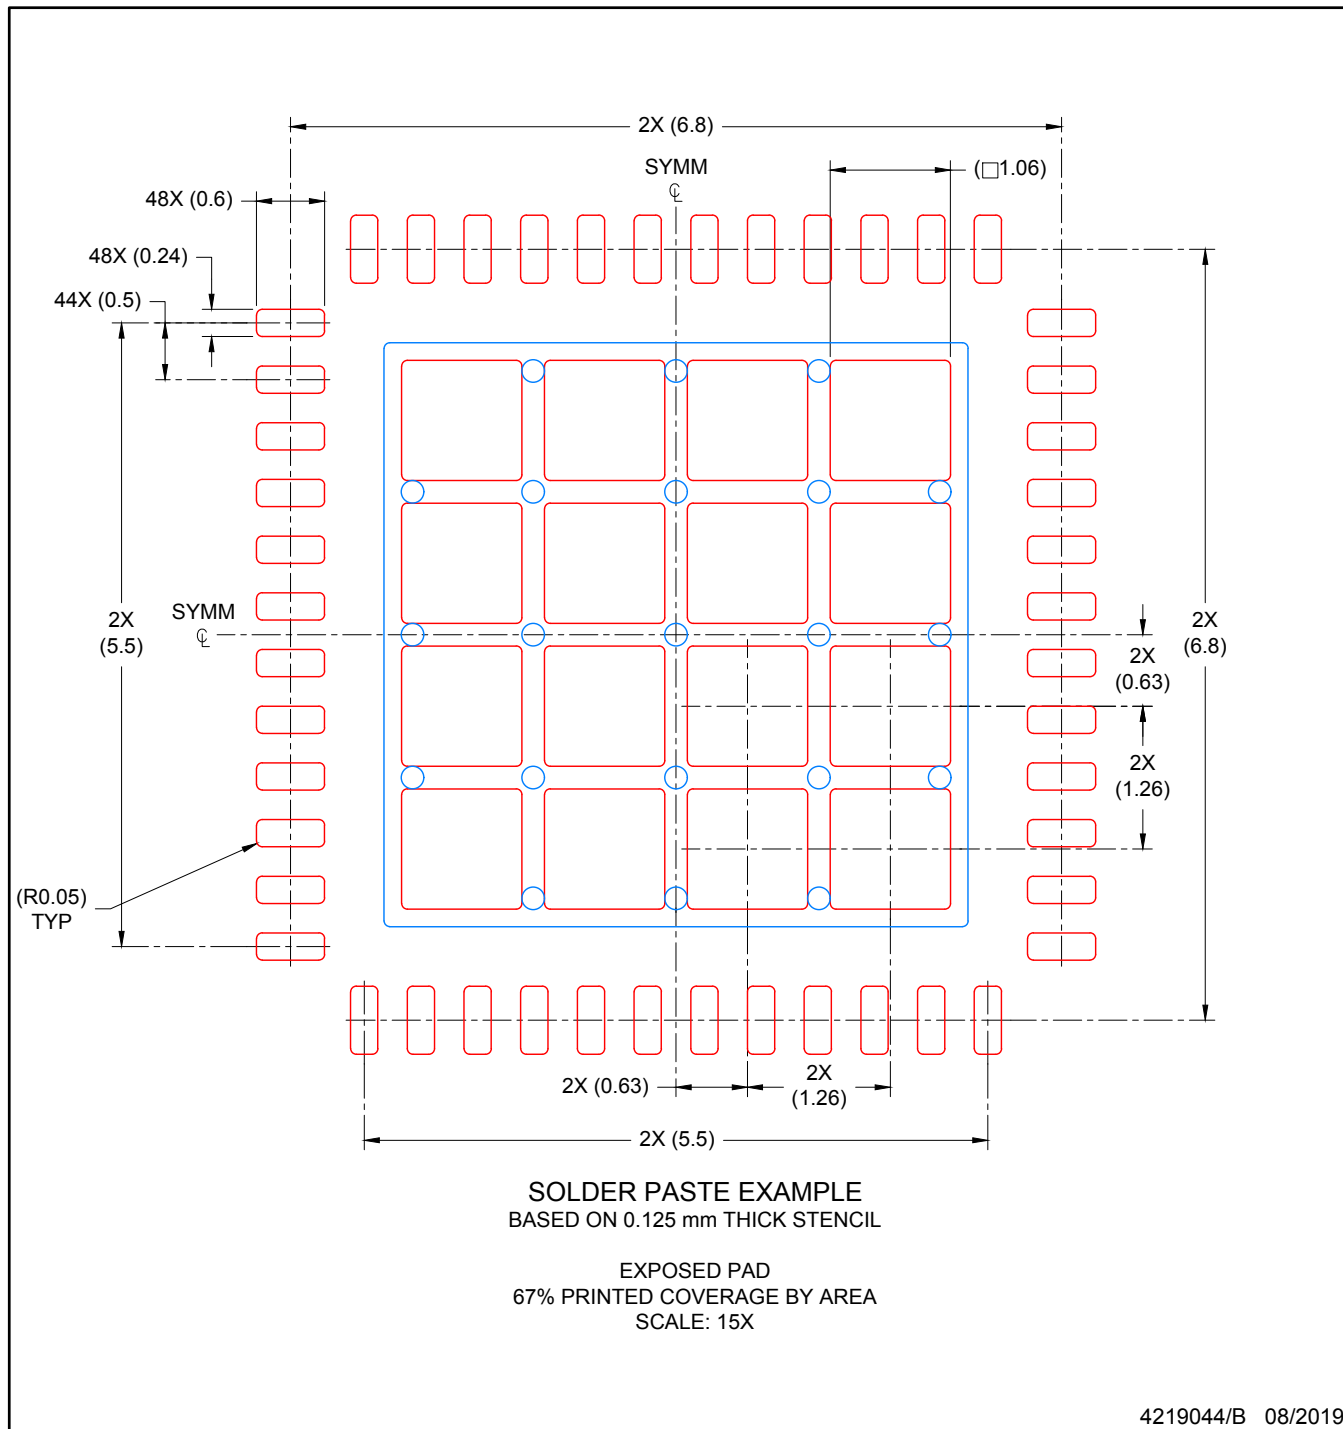 2X (6.8)
SYMM
℄
(□1.06)
48X (0.6)
48X (0.24)
44X (0.5)
SYMM
℄
2X
(5.5)
2X
(6.8)
2X
(0.63)
2X
(1.26)
(R0.05)
TYP
2X (0.63)
2X
(1.26)
2X (5.5)
SOLDER PASTE EXAMPLE
BASED ON 0.125 mm THICK STENCIL
EXPOSED PAD
67% PRINTED COVERAGE BY AREA
SCALE: 15X
4219044/B 08/2019